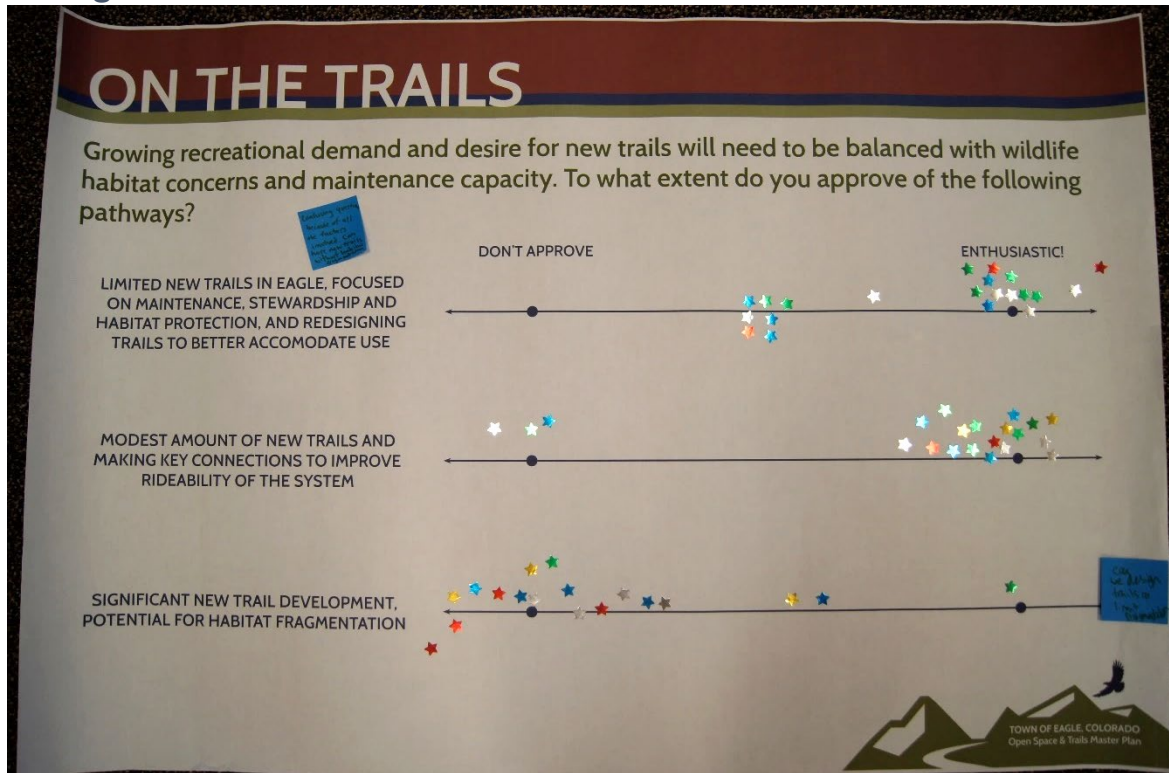 ON THE TRAILS
Growing recreational demand and desire for new trails will need to be balanced with wildlife
habitat concerns and maintenance capacity. To what extent do you approve of the following
pathways?
DON'T APPROVE
ENTHUSIASTIC!
LIMITED NEW TRAILS IN EAGLE, FOCUSED
ON MAINTENANCE, STEWARDSHIP AND
HABITAT PROTECTION, AND REDESIGNING
TRAILS TO BETTER ACCOMODATE USE
MODEST AMOUNT OF NEW TRAILS AND
MAKING KEY CONNECTIONS TO IMPROVE
RIDEABILITY OF THE SYSTEM
SIGNIFICANT NEW TRAIL DEVELOPMENT,
POTENTIAL FOR HABITAT FRAGMENTATION
can
we design
TOWN OF EAGLE, COLORADO
Open Space & Trails Master Plan